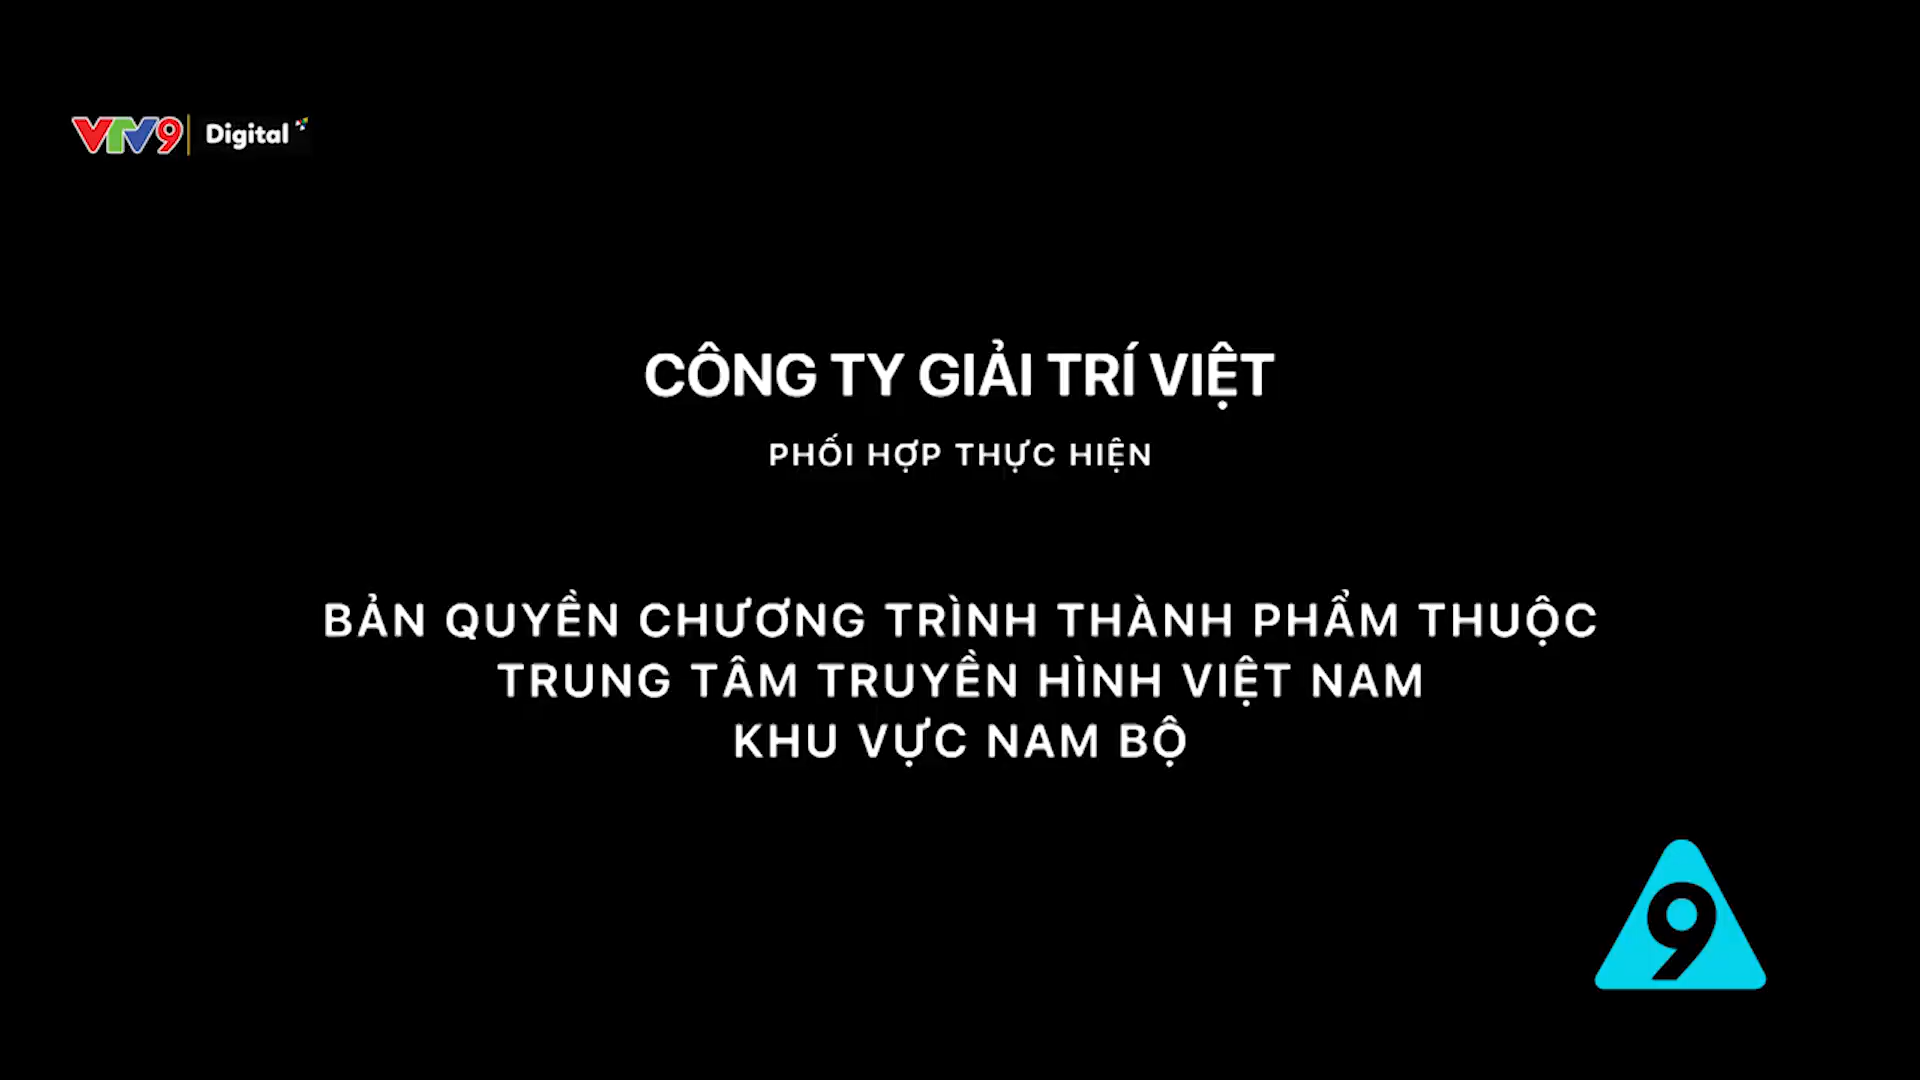 VTV9 Digital
CÔNG TY GIẢI TRÍ VIỆT
PHỐI HỢP THỰC HIỆN
BẢN QUYỀN CHƯƠNG TRÌNH THÀNH PHẨM THUỘC
TRUNG TÂM TRUYỀN HÌNH VIỆT NAM
KHU VỰC NAM BỘ
9